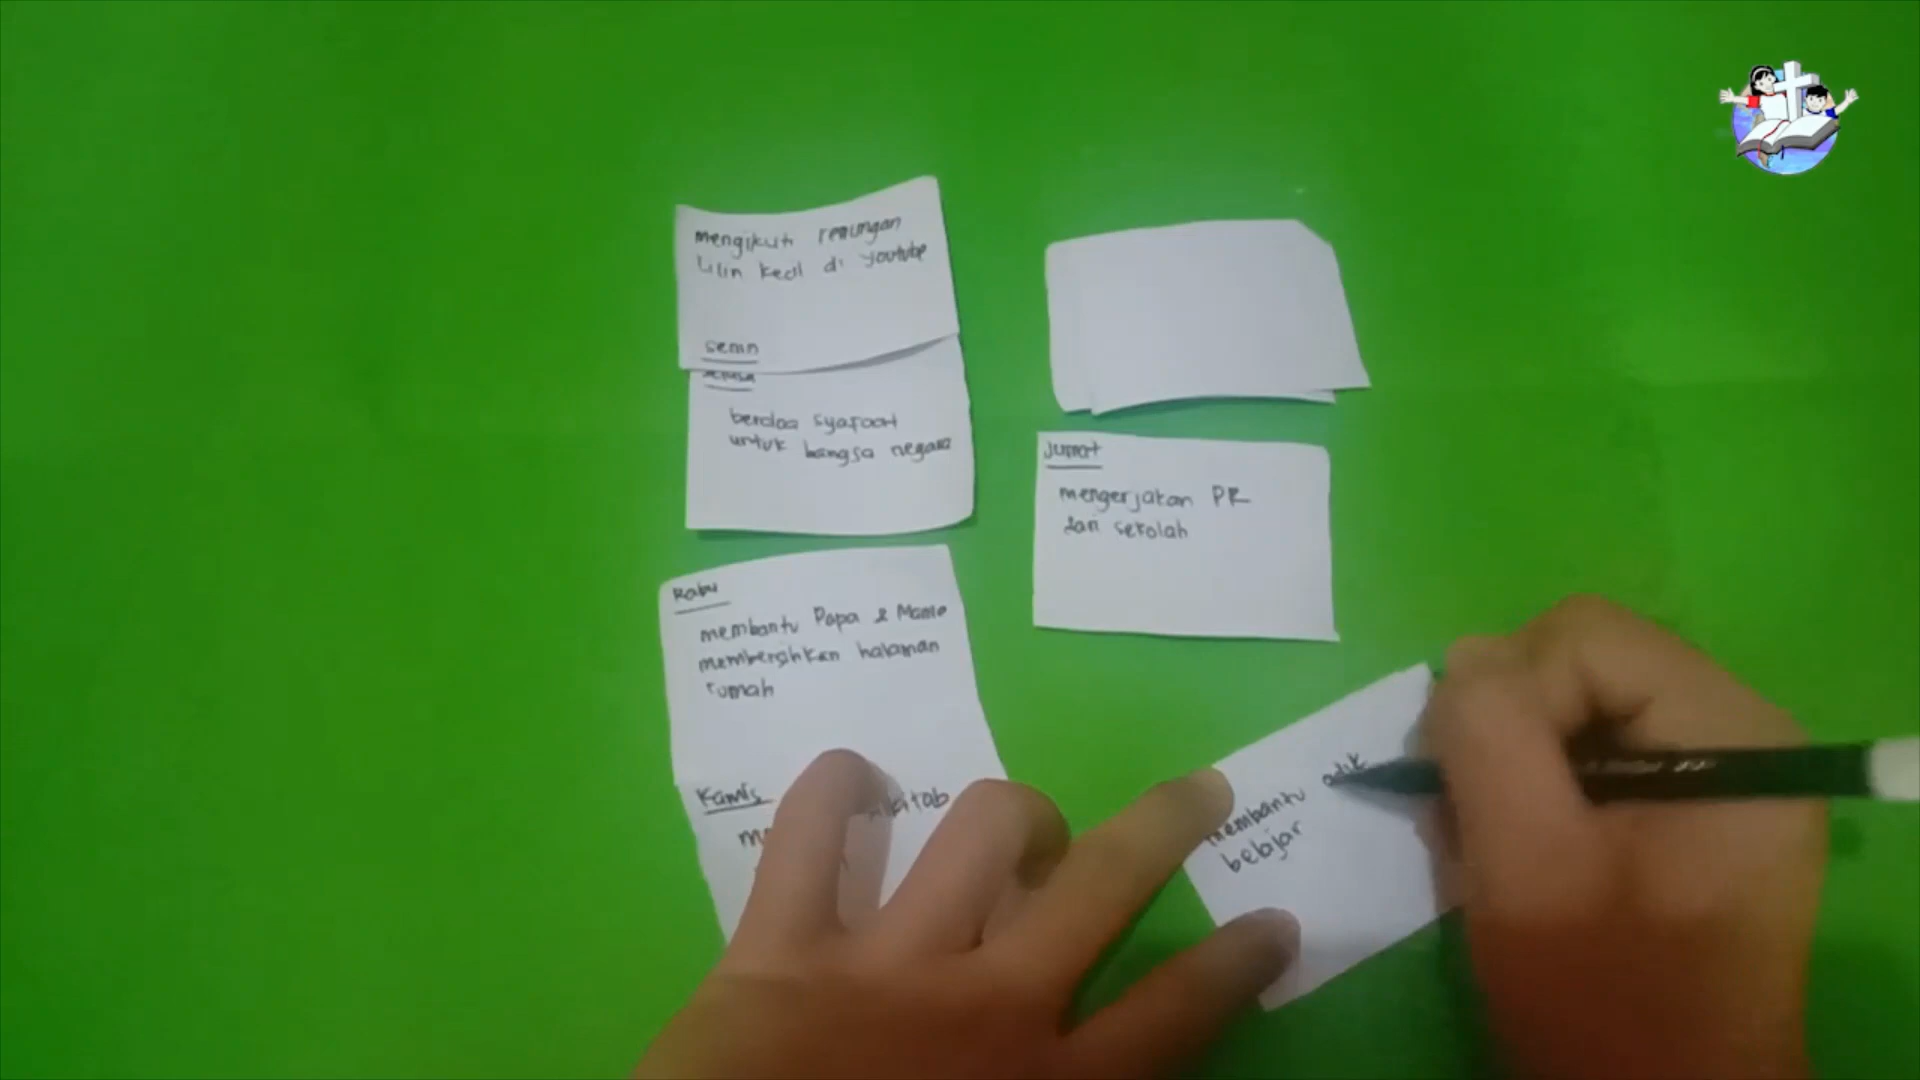 mengikuti renungan
Lilin kecil di youtube
senin
selasa
berdoa syafaat
untuk bangsa negara
Rabu
membantu Papa & Mama
membersihkan halaman
rumah
Kamis
Jumat
mengerjakan PR
dari sekolah
membantu adik
belajar